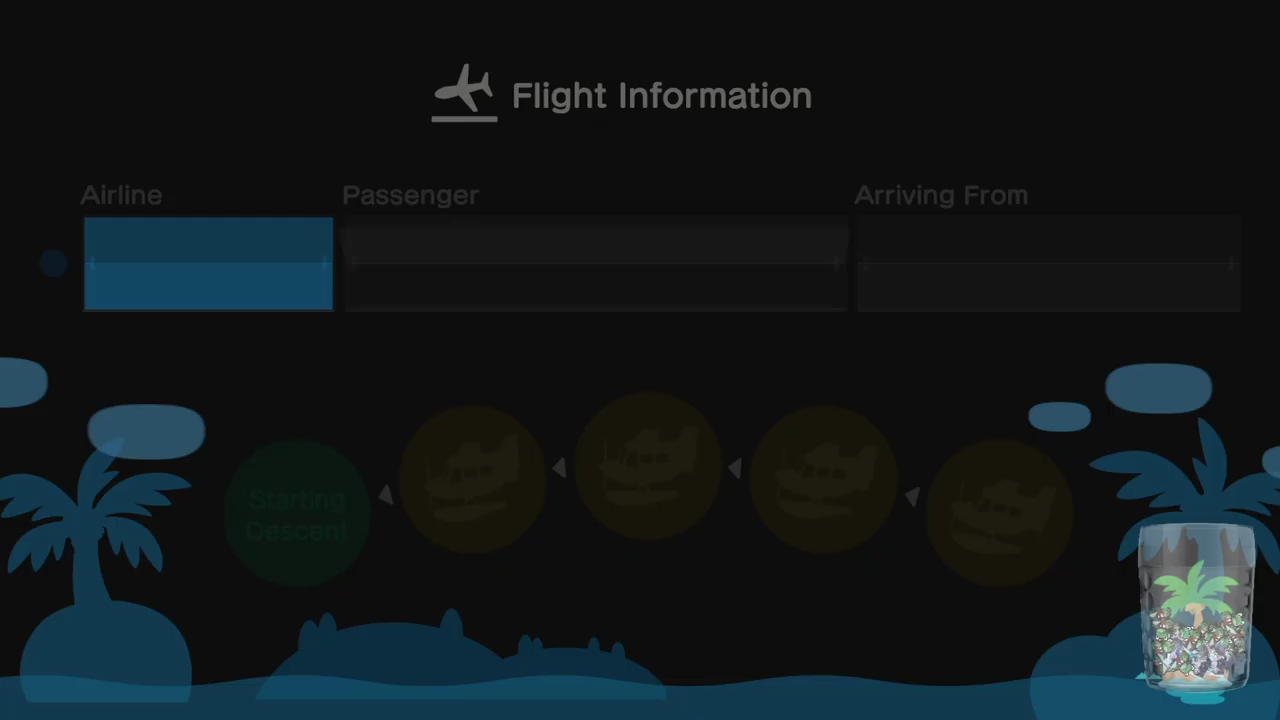 Flight Information
Airline
Passenger
Arriving From
Starting
Descent